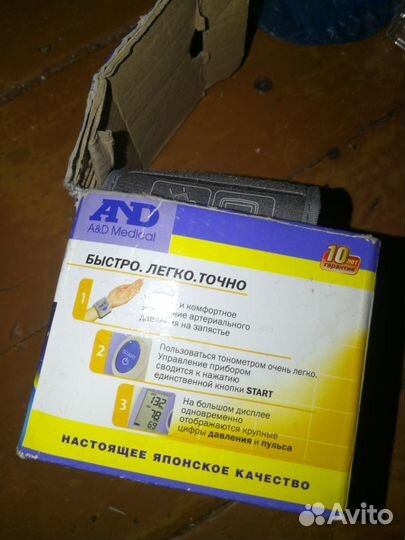 AND
A&D Medical
10 лет
гарантия
БЫСТРО. ЛЕГКО. ТОЧНО
1
и комфортное
артериального
давления на запястье
2
START
Пользоваться тонометром очень легко.
Управление прибором
сводится к нажатию
единственной кнопки START
3
132
78
69
На большом дисплее
одновременно
отображаются крупные
цифры давления и пульса
НАСТОЯЩЕЕ ЯПОНСКОЕ КАЧЕСТВО
Avito